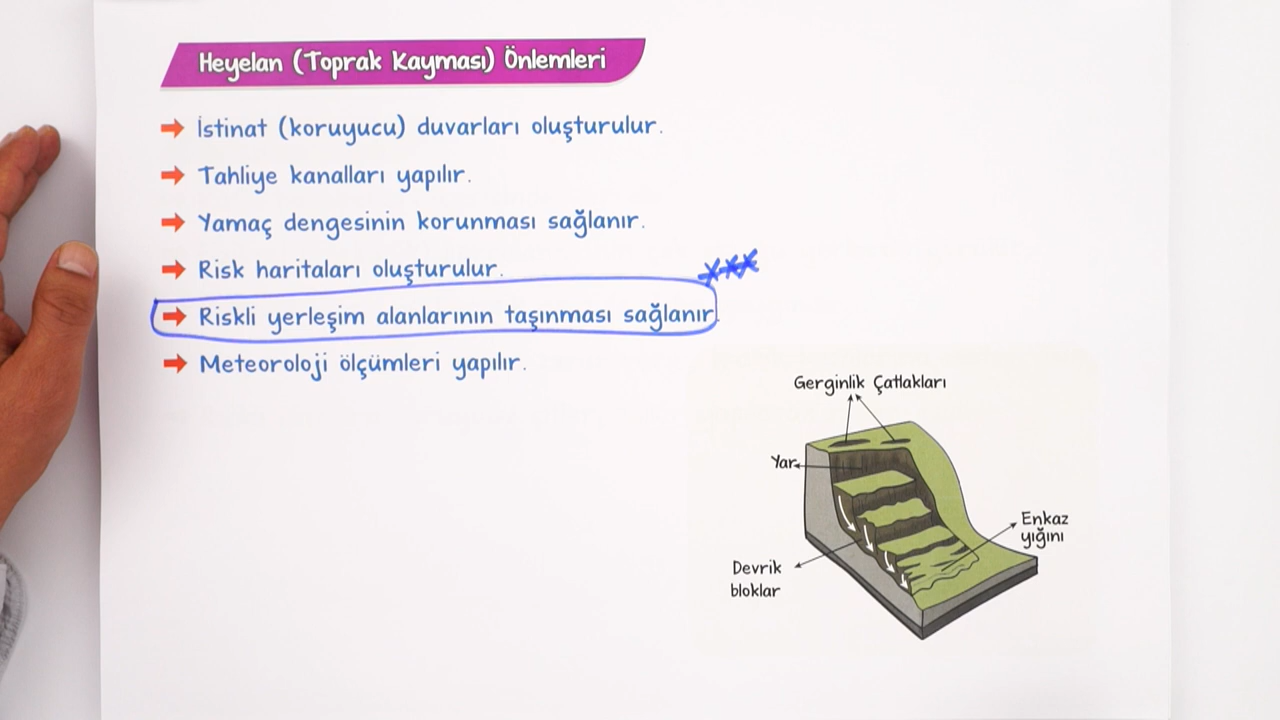 Heyelan (Toprak Kayması) Önlemleri
İstinat (koruyucu) duvarları oluşturulur.
Tahliye kanalları yapılır.
Yamaç dengesinin korunması sağlanır.
Risk haritaları oluşturulur.
Riskli yerleşim alanlarının taşınması sağlanır.
Meteoroloji ölçümleri yapılır.
Gerginlik Çatlakları
Yar
Enkaz
yığını
Devrik
bloklar